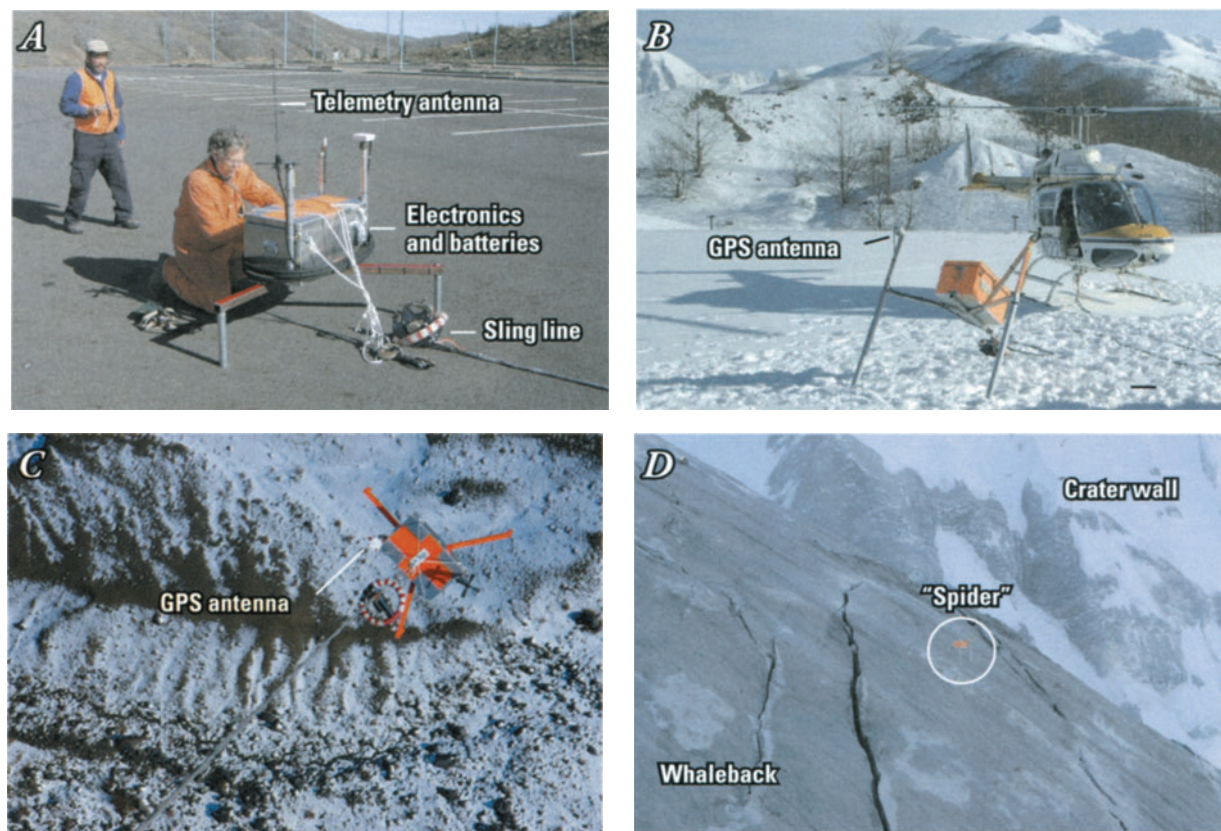 A
Telemetry antenna
Electronics
and batteries
Sling line
B
GPS antenna
C
GPS antenna
D
Crater wall
"Spider"
Whaleback